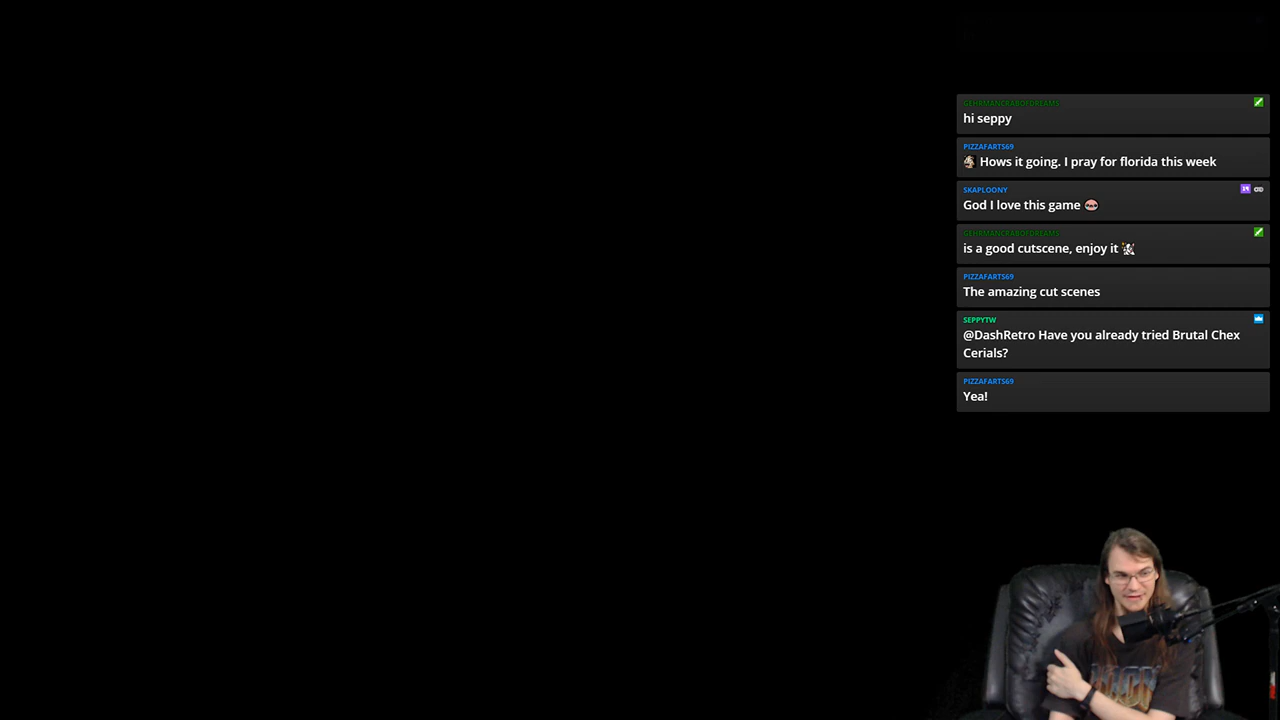 GEHRMANCRABOFDREAMS
hi seppy
PIZZAFARTS69
Hows it going. I pray for florida this week
SKAPLOONY
God I love this game
GEHRMANCRABOFDREAMS
is a good cutscene, enjoy it
PIZZAFARTS69
The amazing cut scenes
SEPPYTW
@DashRetro Have you already tried Brutal Chex
Cerials?
PIZZAFARTS69
Yea!